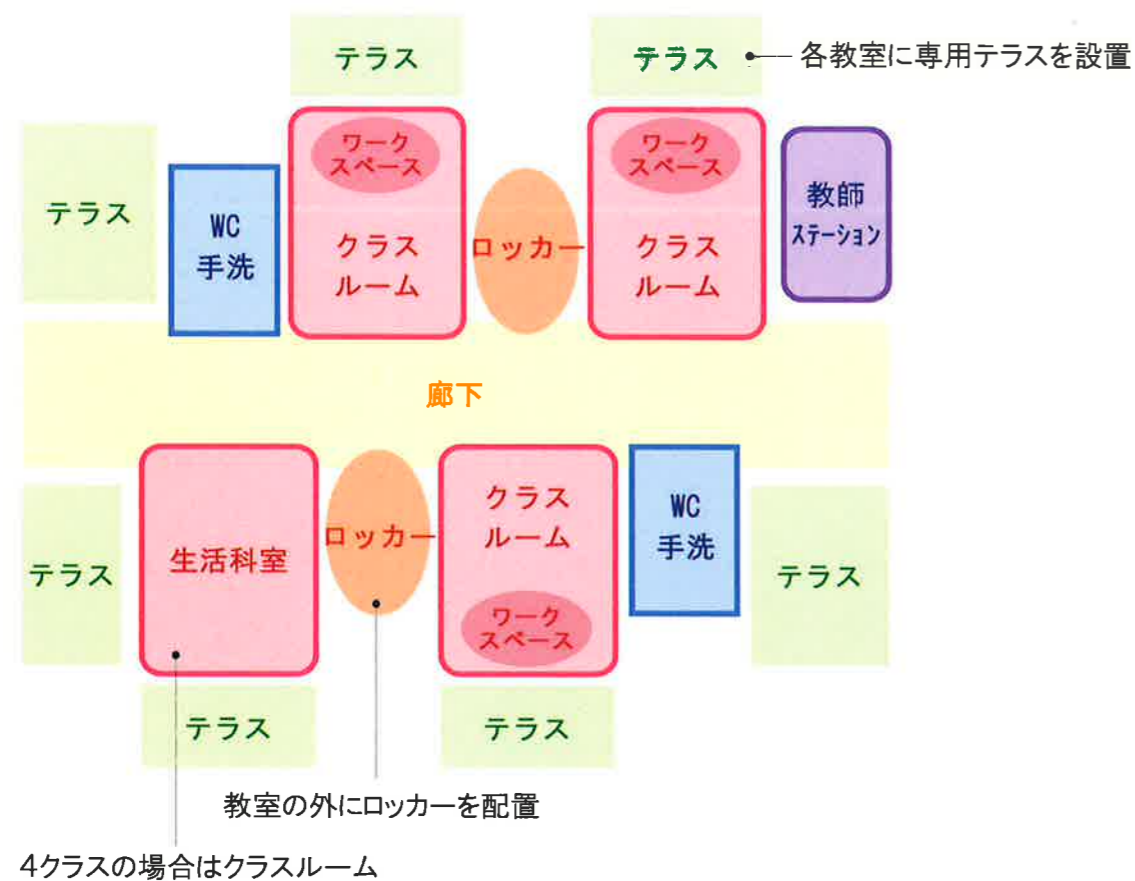 テラス
テラス
各教室に専用テラスを設置
ワーク
スペース
ワーク
スペース
テラス
WC
手洗
クラス
ルーム
ロッカー
クラス
ルーム
教師
ステーション
廊下
テラス
生活科室
ロッカー
クラス
ルーム
ワーク
スペース
WC
手洗
テラス
テラス
テラス
教室の外にロッカーを配置
4クラスの場合はクラスルーム